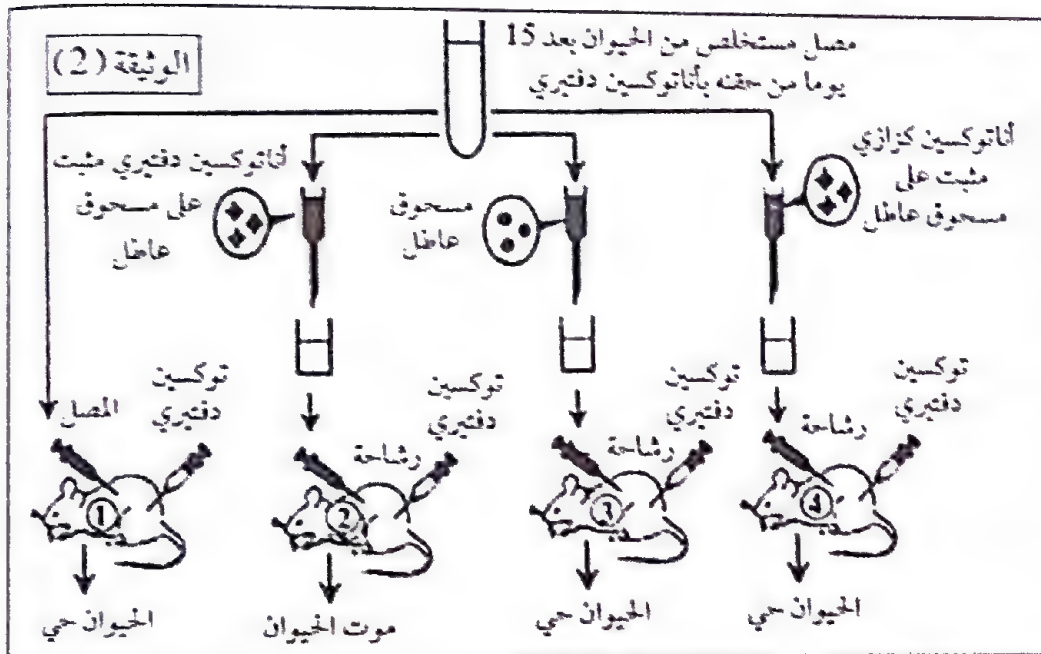 الوثيقة (2)
مصل مستخلص من الحيوان بعد 15
يوما من حقنه بأناتوكسين دفتيري
أناتوكسين دفتيري مثبت
على مسحوق
عاطل
مسحوق
عاطل
أناتوكسين كزازي
مثبت على
مسحوق عاطل
المصل
توكسين
دفتيري
رشاحة
توكسين
دفتيري
رشاحة
توكسين
دفتيري
رشاحة
توكسين
دفتيري
1
2
3
4
الحيوان حي
موت الحيوان
الحيوان حي
الحيوان حي